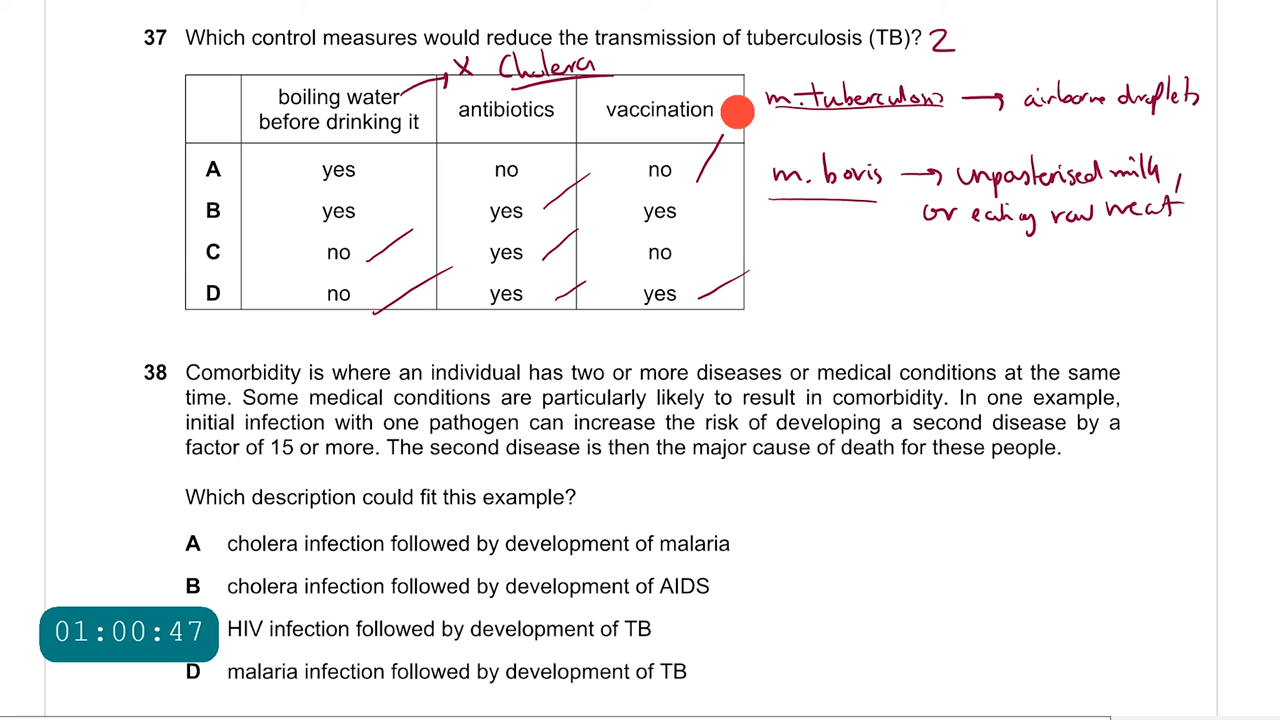 37 Which control measures would reduce the transmission of tuberculosis (TB)? 2
x Cholera
boiling water before drinking it antibiotics vaccination
A yes no no
B yes yes yes
C no yes no
D no yes yes
m. tuberculosis → airborne droplets
m. bovis → unpasterised milk,
or eating raw meat
38 Comorbidity is where an individual has two or more diseases or medical conditions at the same
time. Some medical conditions are particularly likely to result in comorbidity. In one example,
initial infection with one pathogen can increase the risk of developing a second disease by a
factor of 15 or more. The second disease is then the major cause of death for these people.
Which description could fit this example?
A cholera infection followed by development of malaria
B cholera infection followed by development of AIDS
01:00:47 HIV infection followed by development of TB
D malaria infection followed by development of TB